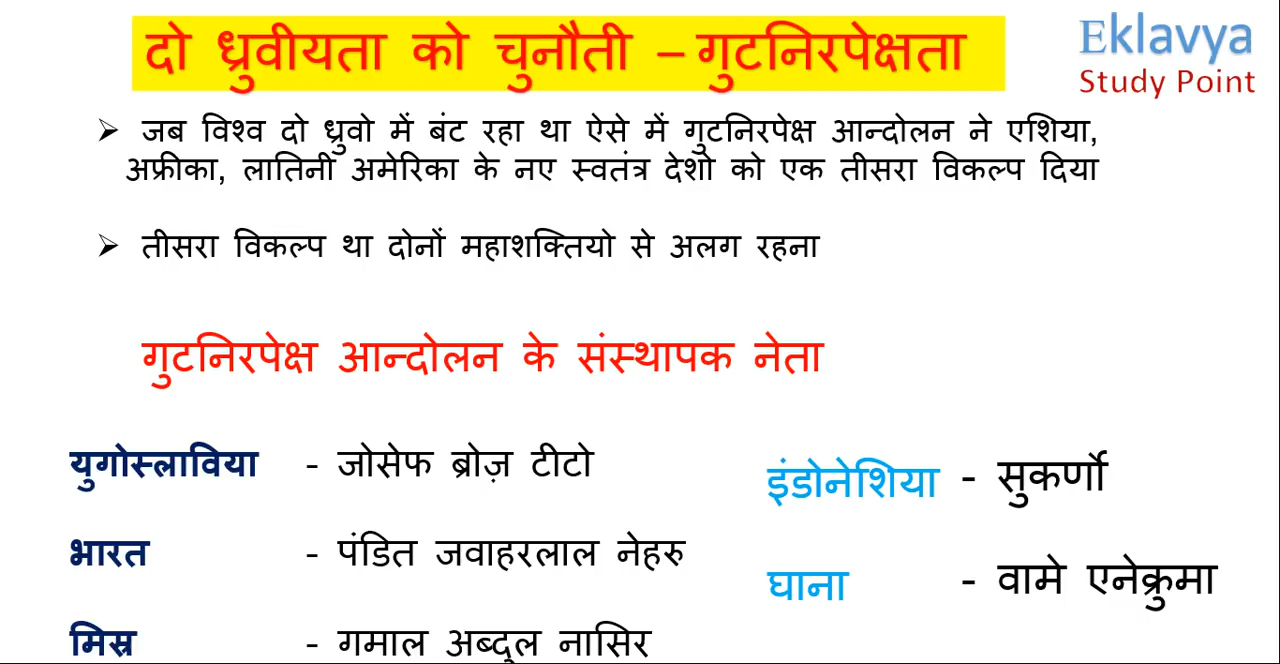 दो ध्रुवीयता को चुनौती – गुटनिरपेक्षता
Eklavya
Study Point
➢ जब विश्व दो ध्रुवो में बंट रहा था ऐसे में गुटनिरपेक्ष आन्दोलन ने एशिया,
अफ्रीका, लातिनी अमेरिका के नए स्वतंत्र देशो को एक तीसरा विकल्प दिया
➢ तीसरा विकल्प था दोनों महाशक्तियो से अलग रहना
गुटनिरपेक्ष आन्दोलन के संस्थापक नेता
युगोस्लाविया - जोसेफ ब्रोज़ टीटो
भारत - पंडित जवाहरलाल नेहरु
मिस्र - गमाल अब्दुल नासिर
इंडोनेशिया - सुकर्णो
घाना - वामे एनेक्रुमा